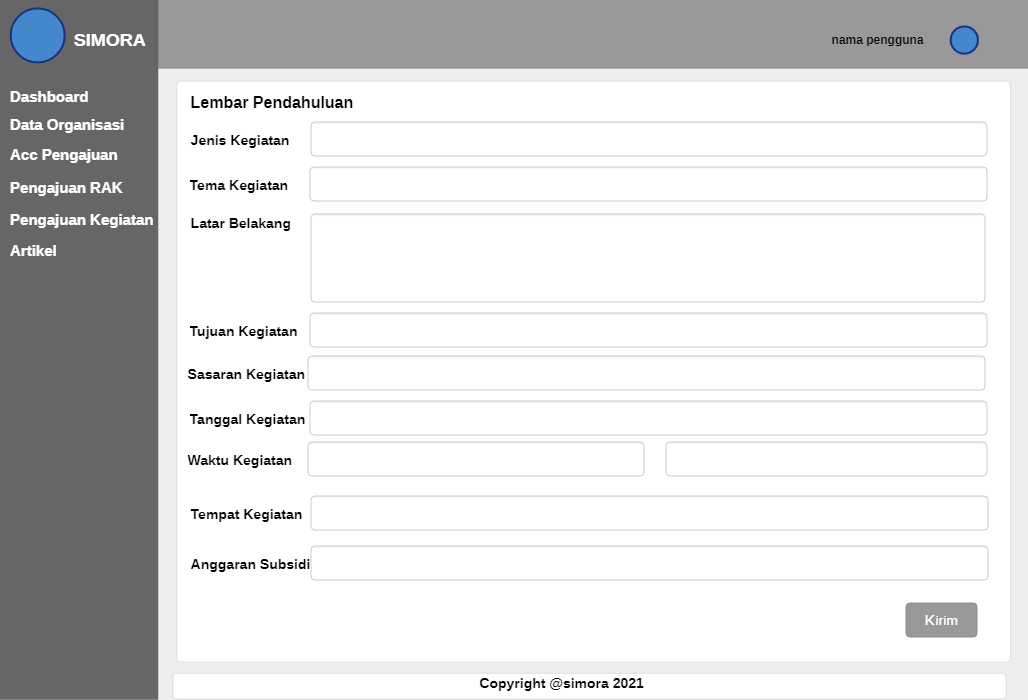 SIMORA
nama pengguna
Dashboard
Data Organisasi
Acc Pengajuan
Pengajuan RAK
Pengajuan Kegiatan
Artikel
Lembar Pendahuluan
Jenis Kegiatan
Tema Kegiatan
Latar Belakang
Tujuan Kegiatan
Sasaran Kegiatan
Tanggal Kegiatan
Waktu Kegiatan
Tempat Kegiatan
Anggaran Subsidi
Kirim
Copyright @simora 2021